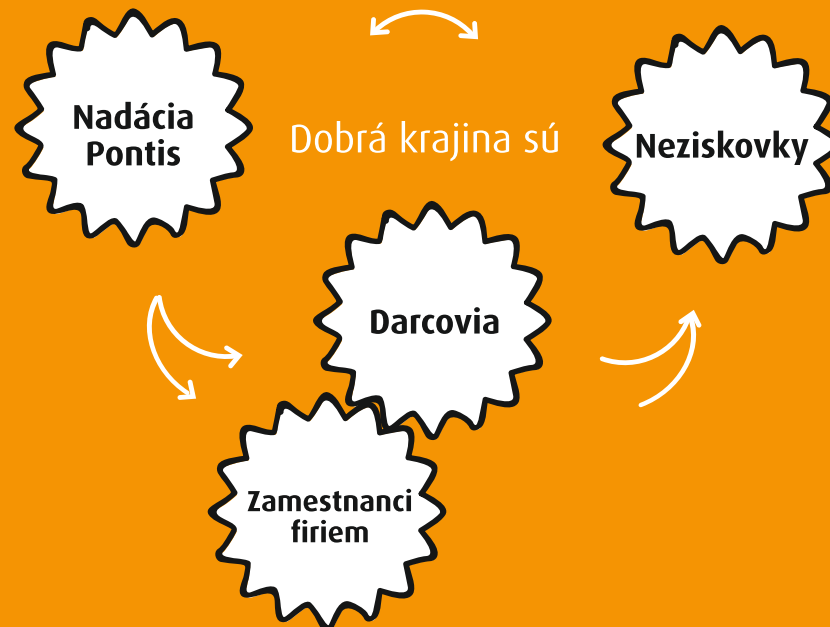 Nadácia
Pontis
Dobrá krajina sú
Neziskovky
Darcovia
Zamestnanci
firiem